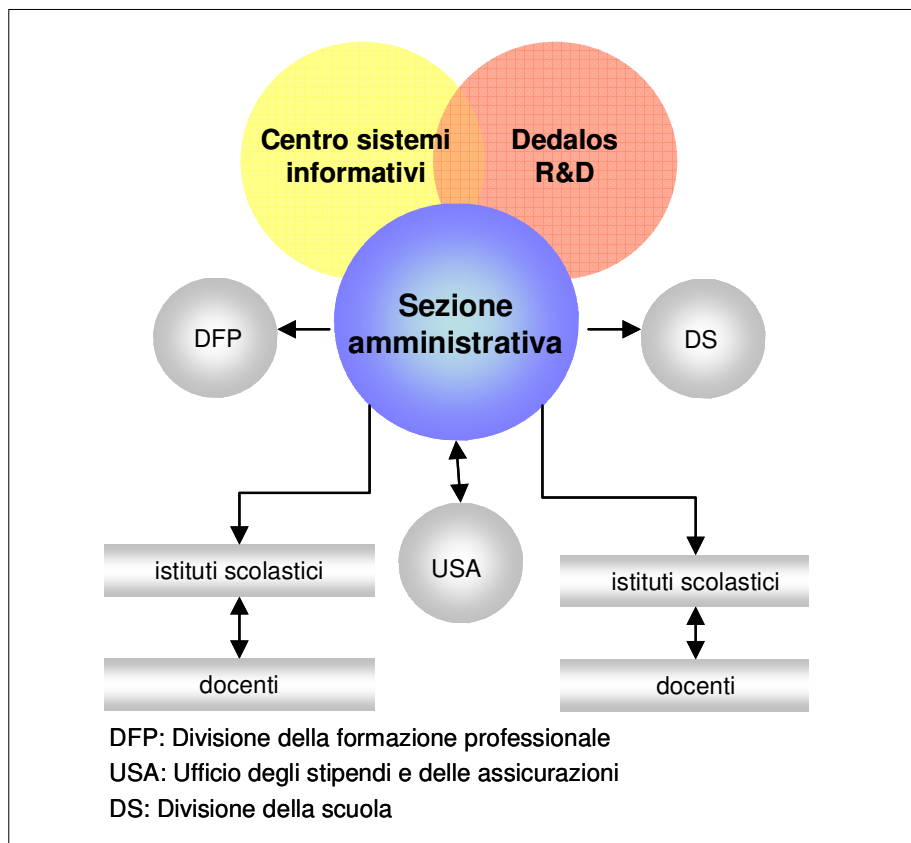 Centro sistemi
informativi
Dedalos
R&D
Sezione
amministrativa
DFP
DS
USA
istituti scolastici
istituti scolastici
docenti
docenti
DFP: Divisione della formazione professionale
USA: Ufficio degli stipendi e delle assicurazioni
DS: Divisione della scuola